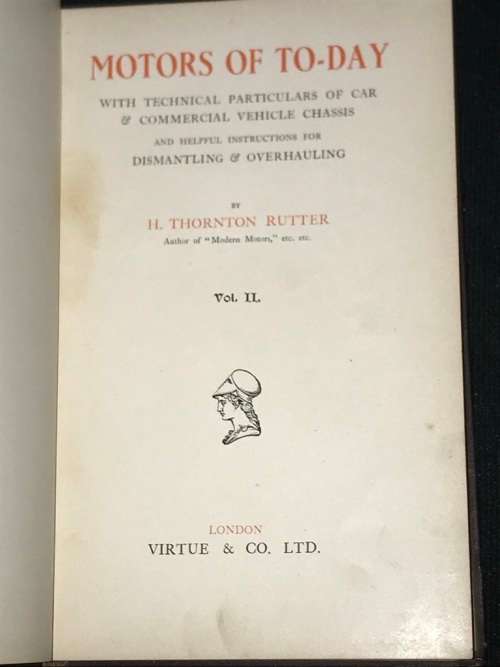 MOTORS OF TO-DAY
WITH TECHNICAL PARTICULARS OF CAR
& COMMERCIAL VEHICLE CHASSIS
AND HELPFUL INSTRUCTIONS FOR
DISMANTLING & OVERHAULING
BY
H. THORNTON RUTTER
Author of "Modern Motors," etc. etc.
Vol. II.
LONDON
VIRTUE & CO. LTD.